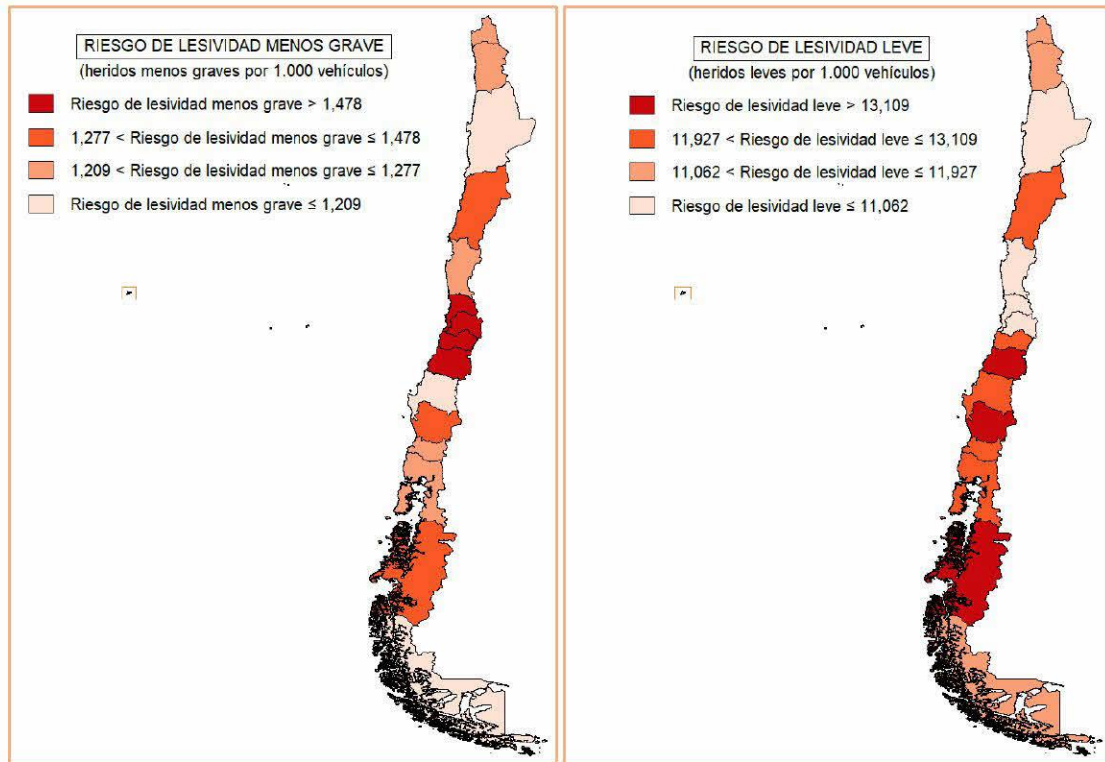 RIESGO DE LESIVIDAD MENOS GRAVE
(heridos menos graves por 1.000 vehículos)
Riesgo de lesividad menos grave > 1,478
1,277 < Riesgo de lesividad menos grave ≤ 1,478
1,209 < Riesgo de lesividad menos grave ≤ 1,277
Riesgo de lesividad menos grave ≤ 1,209
RIESGO DE LESIVIDAD LEVE
(heridos leves por 1.000 vehículos)
Riesgo de lesividad leve > 13,109
11,927 < Riesgo de lesividad leve ≤ 13,109
11,062 < Riesgo de lesividad leve ≤ 11,927
Riesgo de lesividad leve ≤ 11,062